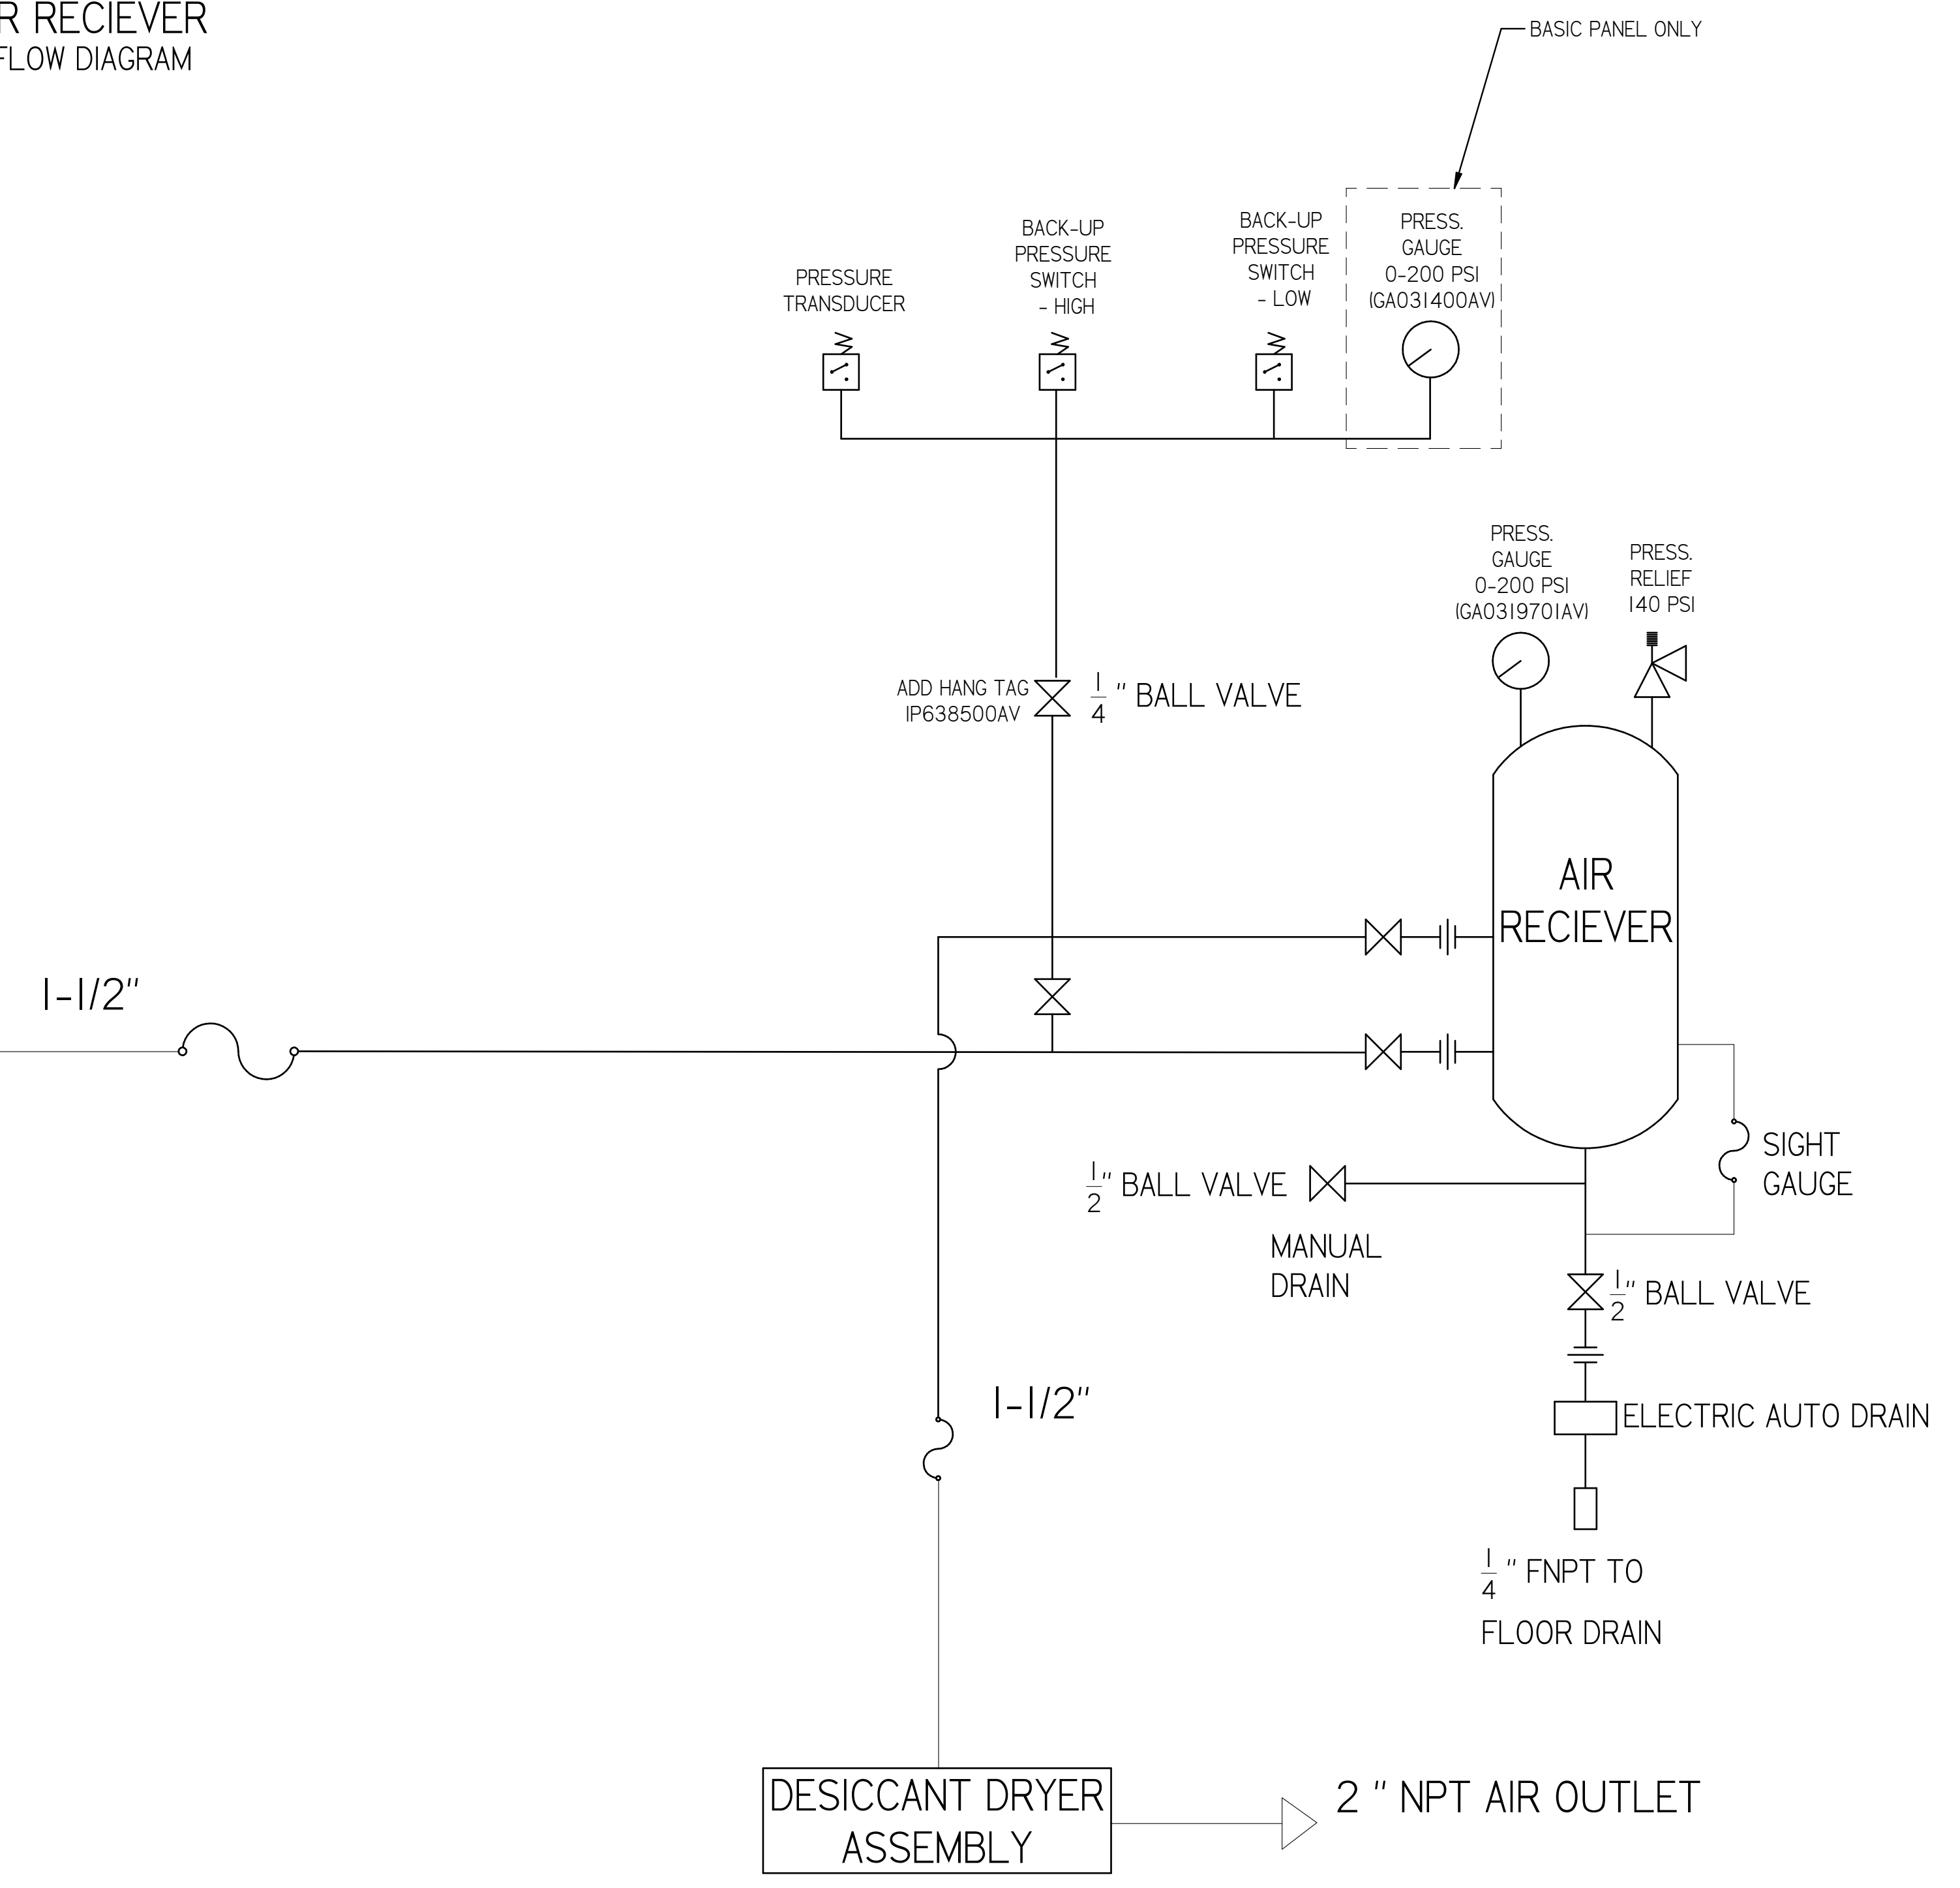 R RECIEVER
FLOW DIAGRAM
BASIC PANEL ONLY
PRESSURE
TRANSDUCER
BACK-UP
PRESSURE
SWITCH
- HIGH
BACK-UP
PRESSURE
SWITCH
- LOW
PRESS.
GAUGE
0-200 PSI
(GA031400AV)
PRESS.
GAUGE
0-200 PSI
(GA031970IAV)
PRESS.
RELIEF
140 PSI
ADD HANG TAG
IP638500AV
1/4 " BALL VALVE
AIR
RECIEVER
1-1/2"
1/2" BALL VALVE
MANUAL
DRAIN
SIGHT
GAUGE
1/2" BALL VALVE
1-1/2"
ELECTRIC AUTO DRAIN
1/4 " FNPT TO
FLOOR DRAIN
DESICCANT DRYER
ASSEMBLY
2 " NPT AIR OUTLET